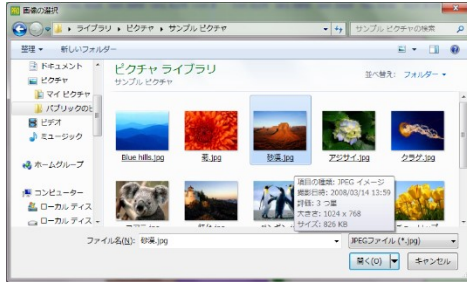 画像の選択
ライブラリ ▸ ピクチャ ▸ サンプル ピクチャ
サンプル ピクチャの検索
整理 ▾ 新しいフォルダー
ドキュメント
ピクチャ
マイ ピクチャ
パブリックのピ
ビデオ
ミュージック
ホームグループ
コンピューター
ローカル ディス
ローカル ディス
ピクチャ ライブラリ
サンプル ピクチャ
並べ替え: フォルダー ▾
Blue hills.jpg
菊.jpg
砂漠.jpg
アジサイ.jpg
クラゲ.jpg
項目の種類: JPEG イメージ
撮影日時: 2008/03/14 13:59
評価: 3 つ星
大きさ: 1024 x 768
サイズ: 826 KB
ファイル名(N): 砂漠.jpg
JPEGファイル (*.jpg)
開く(O)
キャンセル